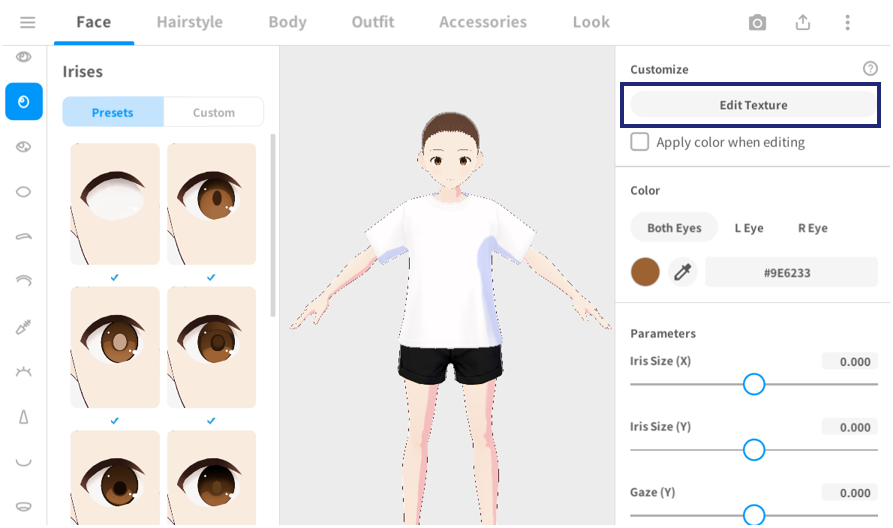 Face Hairstyle Body Outfit Accessories Look
Irises
Presets Custom
Customize
Edit Texture
Apply color when editing
Color
Both Eyes L Eye R Eye
#9E6233
Parameters
Iris Size (X) 0.000
Iris Size (Y) 0.000
Gaze (Y) 0.000